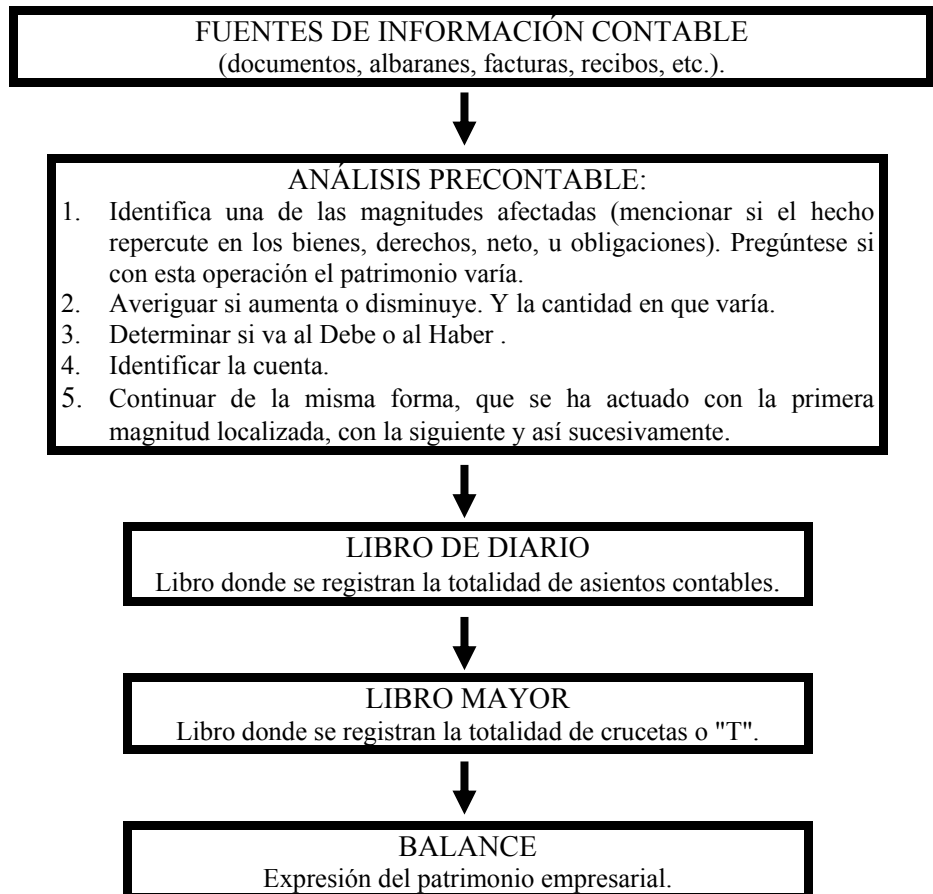 FUENTES DE INFORMACIÓN CONTABLE
(documentos, albaranes, facturas, recibos, etc.).
ANÁLISIS PRECONTABLE:
1. Identifica una de las magnitudes afectadas (mencionar si el hecho
repercute en los bienes, derechos, neto, u obligaciones). Pregúntese si
con esta operación el patrimonio varía.
2. Averiguar si aumenta o disminuye. Y la cantidad en que varía.
3. Determinar si va al Debe o al Haber .
4. Identificar la cuenta.
5. Continuar de la misma forma, que se ha actuado con la primera
magnitud localizada, con la siguiente y así sucesivamente.
LIBRO DE DIARIO
Libro donde se registran la totalidad de asientos contables.
LIBRO MAYOR
Libro donde se registran la totalidad de crucetas o "T".
BALANCE
Expresión del patrimonio empresarial.